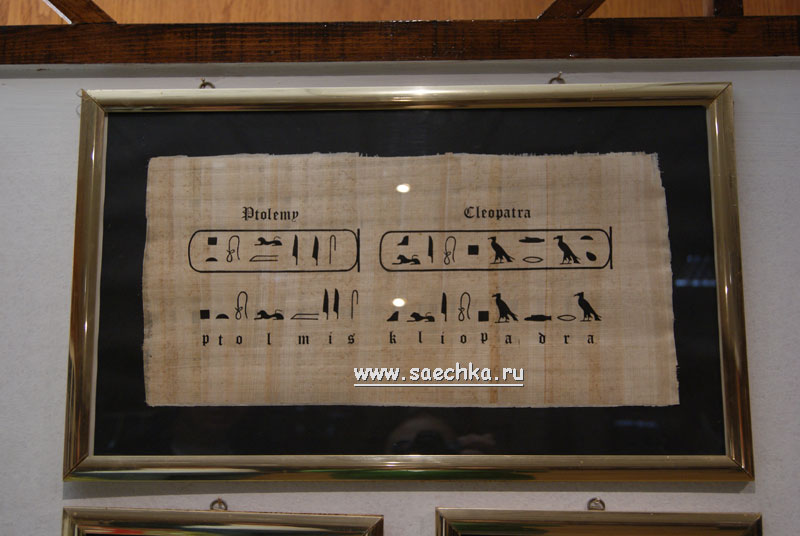 Ptolemy Cleopatra
p t o l m i s k l i o p a d r a
www.saechka.ru